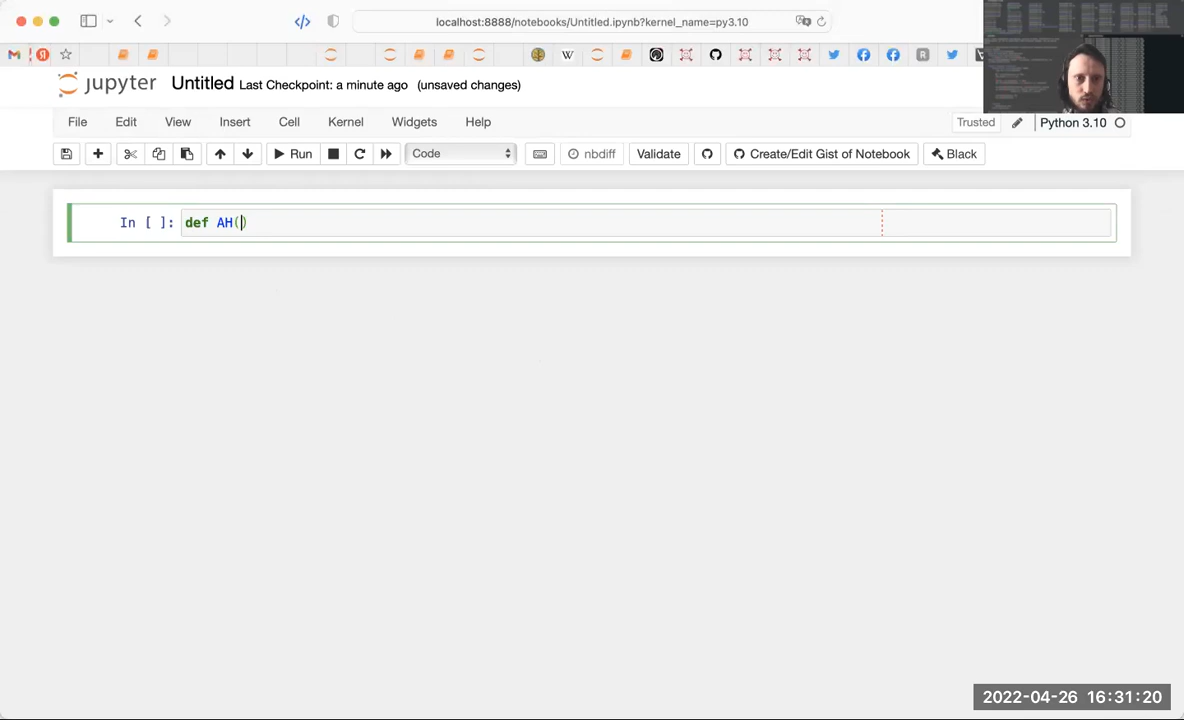 localhost:8888/notebooks/Untitled.ipynb?kernel_name=py3.10
jupyter Untitled Last Checkpoint: a minute ago (unsaved changes)
File Edit View Insert Cell Kernel Widgets Help
Trusted Python 3.10
Run Code nbdiff Validate Create/Edit Gist of Notebook Black
In [ ]: def AH()
2022-04-26 16:31:20